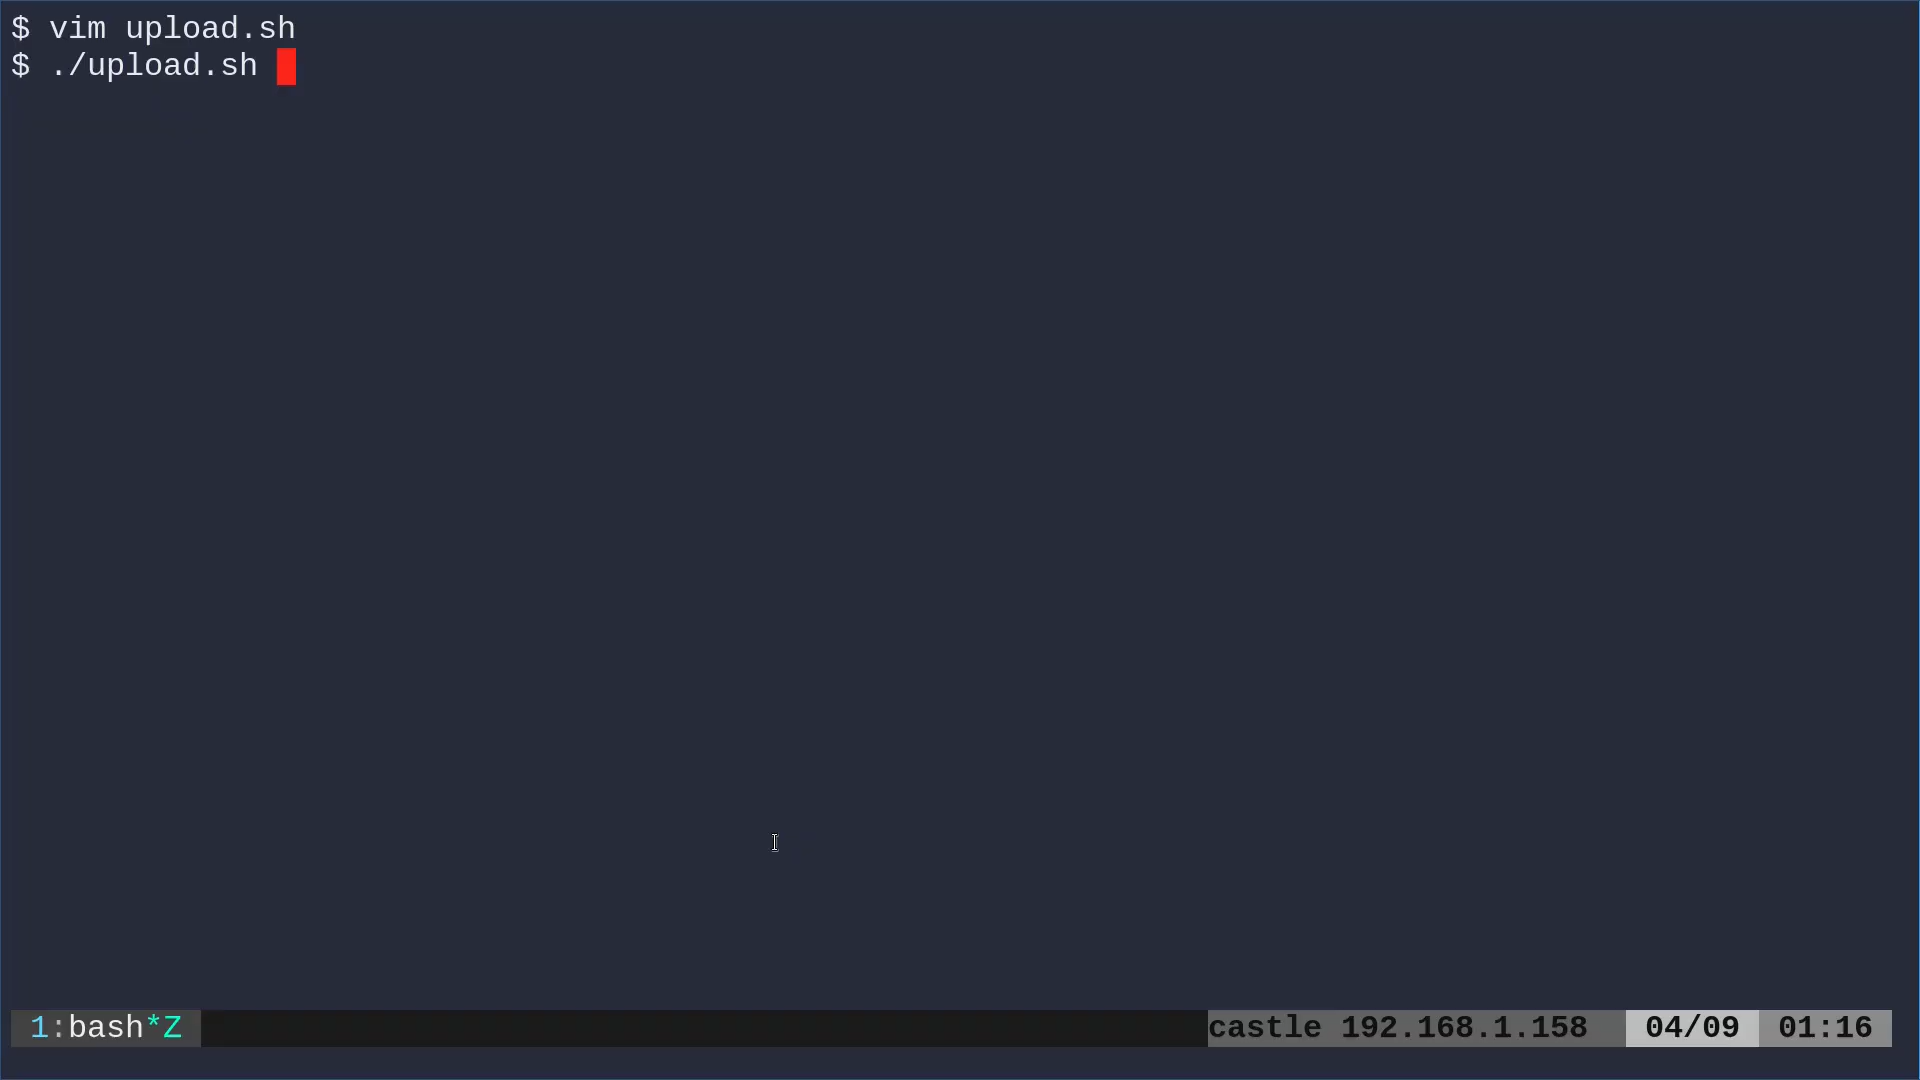 $ vim upload.sh
$ ./upload.sh
1:bash*Z castle 192.168.1.158 04/09 01:16